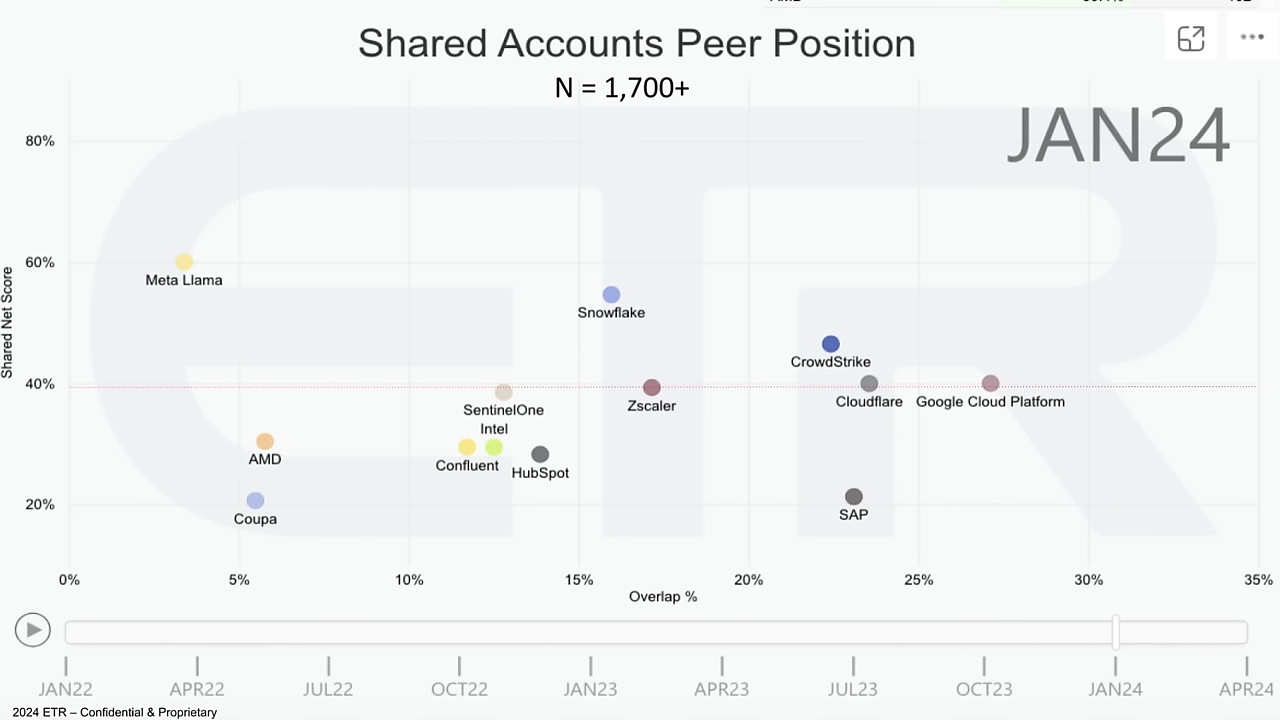 Shared Accounts Peer Position
N = 1,700+
JAN24
80%
60%
40%
20%
Shared Net Score
Meta Llama
Snowflake
CrowdStrike
Cloudflare
Google Cloud Platform
Zscaler
SentinelOne
Intel
Confluent
HubSpot
AMD
Coupa
SAP
0% 5% 10% 15% 20% 25% 30% 35%
Overlap %
JAN22 APR22 JUL22 OCT22 JAN23 APR23 JUL23 OCT23 JAN24 APR24
2024 ETR – Confidential & Proprietary
ETR